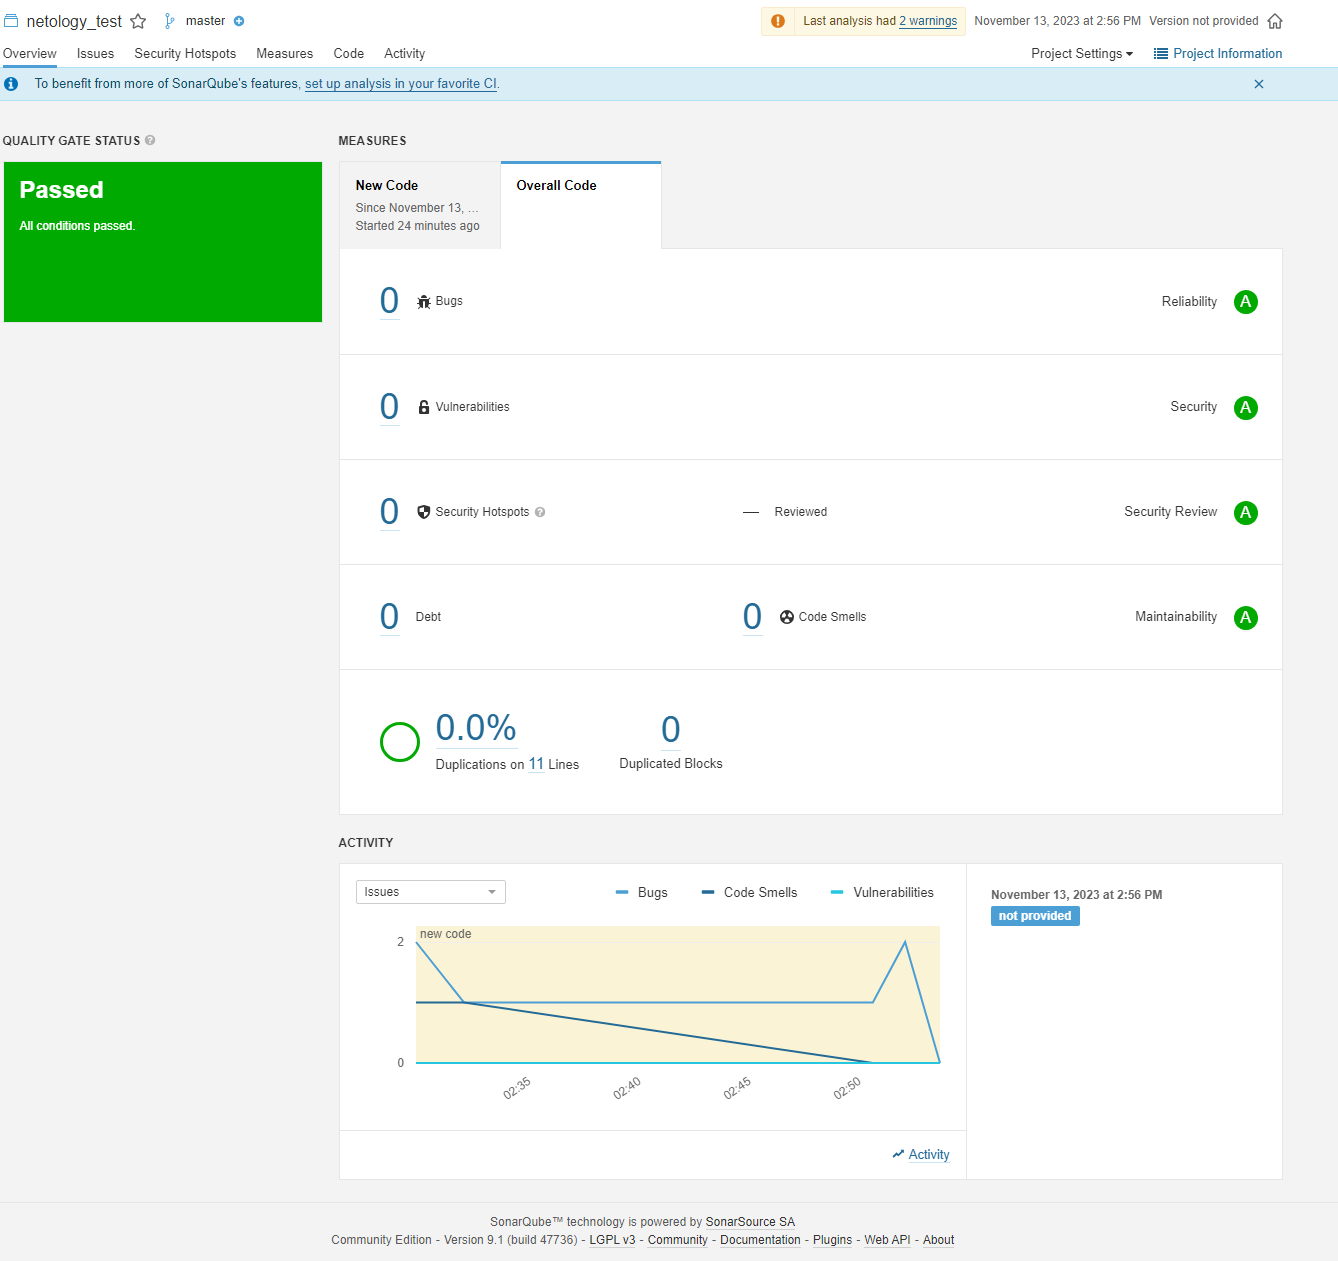 netology_test master
Last analysis had 2 warnings November 13, 2023 at 2:56 PM Version not provided
Overview Issues Security Hotspots Measures Code Activity
Project Settings Project Information
To benefit from more of SonarQube's features, set up analysis in your favorite CI.
QUALITY GATE STATUS
Passed
All conditions passed.
MEASURES
New Code
Since November 13, ...
Started 24 minutes ago
Overall Code
0 Bugs Reliability A
0 Vulnerabilities Security A
0 Security Hotspots — Reviewed Security Review A
0 Debt 0 Code Smells Maintainability A
0.0% 0
Duplications on 11 Lines Duplicated Blocks
ACTIVITY
Issues Bugs Code Smells Vulnerabilities
new code
2
0
02:35 02:40 02:45 02:50
Activity
November 13, 2023 at 2:56 PM
not provided
SonarQube™ technology is powered by SonarSource SA
Community Edition - Version 9.1 (build 47736) - LGPL v3 - Community - Documentation - Plugins - Web API - About